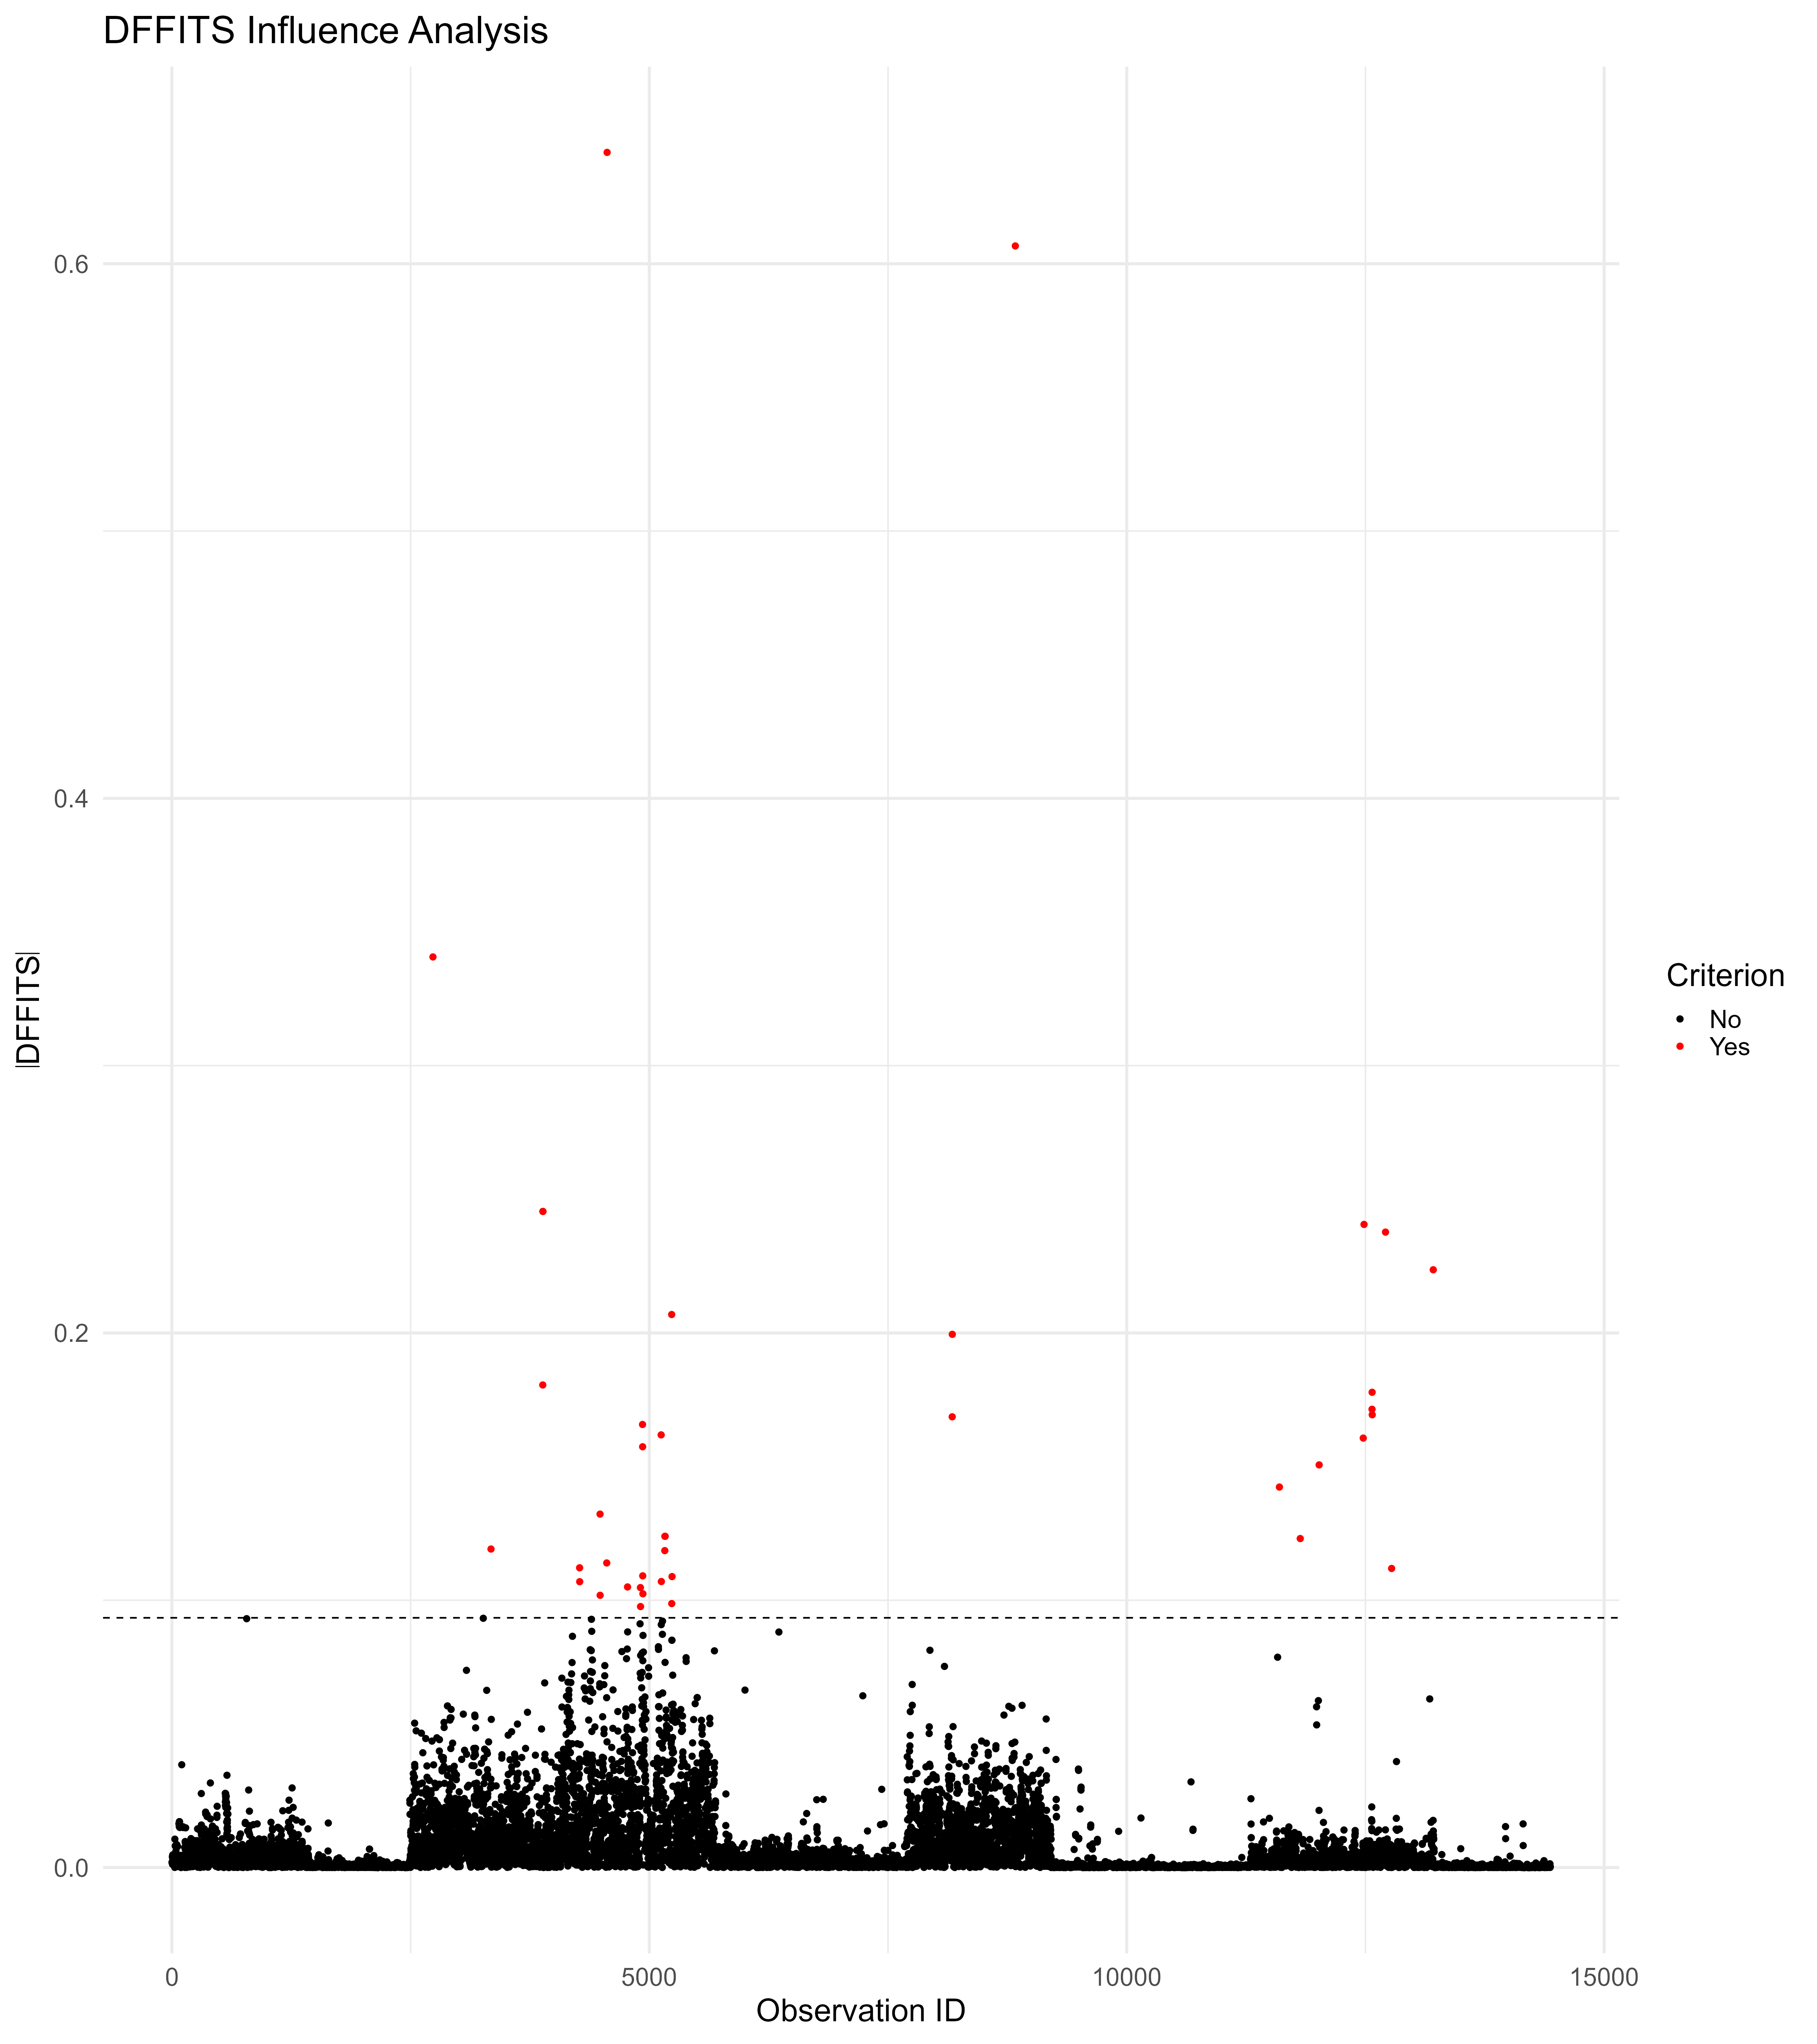 DFFITS Influence Analysis
0.6
0.4
0.2
0.0
|DFFITS|
0
5000
10000
15000
Observation ID
Criterion
No
Yes